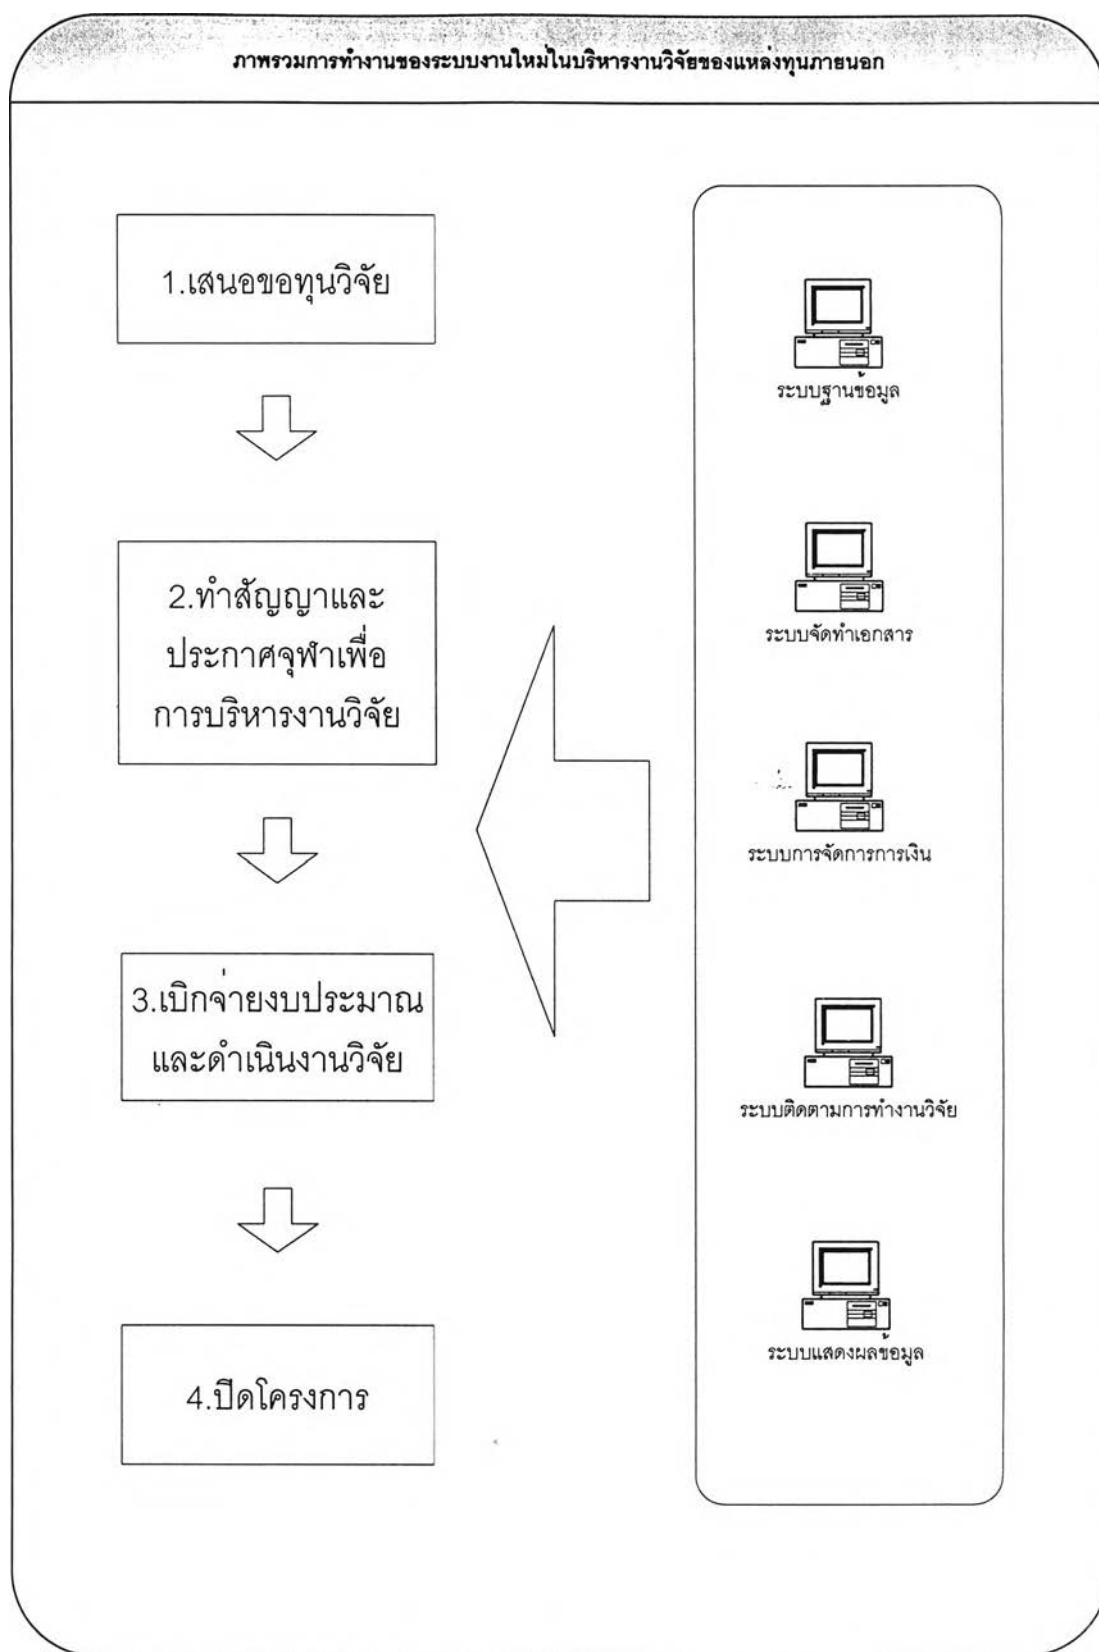 ภาพรวมการทำงานของระบบงานใหม่ในบริหารงานวิจัยของแหล่งทุนภายนอก
1.เสนอขอทุนวิจัย
2.ทำสัญญาและ
ประกาศจุฬาเพื่อ
การบริหารงานวิจัย
3.เบิกจ่ายงบประมาณ
และดำเนินงานวิจัย
4.ปิดโครงการ
ระบบฐานข้อมูล
ระบบจัดทำเอกสาร
ระบบการจัดการการเงิน
ระบบติดตามการทำงานวิจัย
ระบบแสดงผลข้อมูล